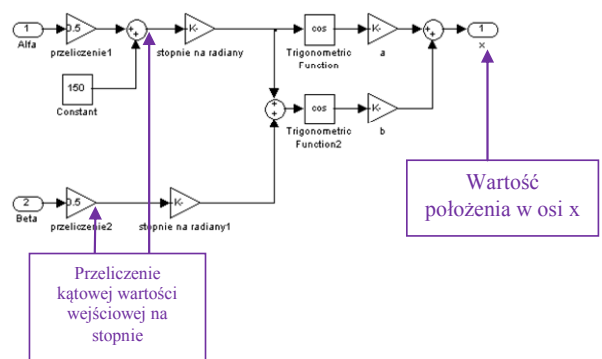 1
Alfa
0.5
przeliczenie1
K-
stopnie na radiany
150
Constant
cos
Trigonometric
Function
K-
a
1
x
cos
Trigonometric
Function2
K-
b
2
Beta
0.5
przeliczenie2
K-
stopnie na radiany1
Wartość
położenia w osi x
Przeliczenie
kątowej wartości
wejściowej na
stopnie